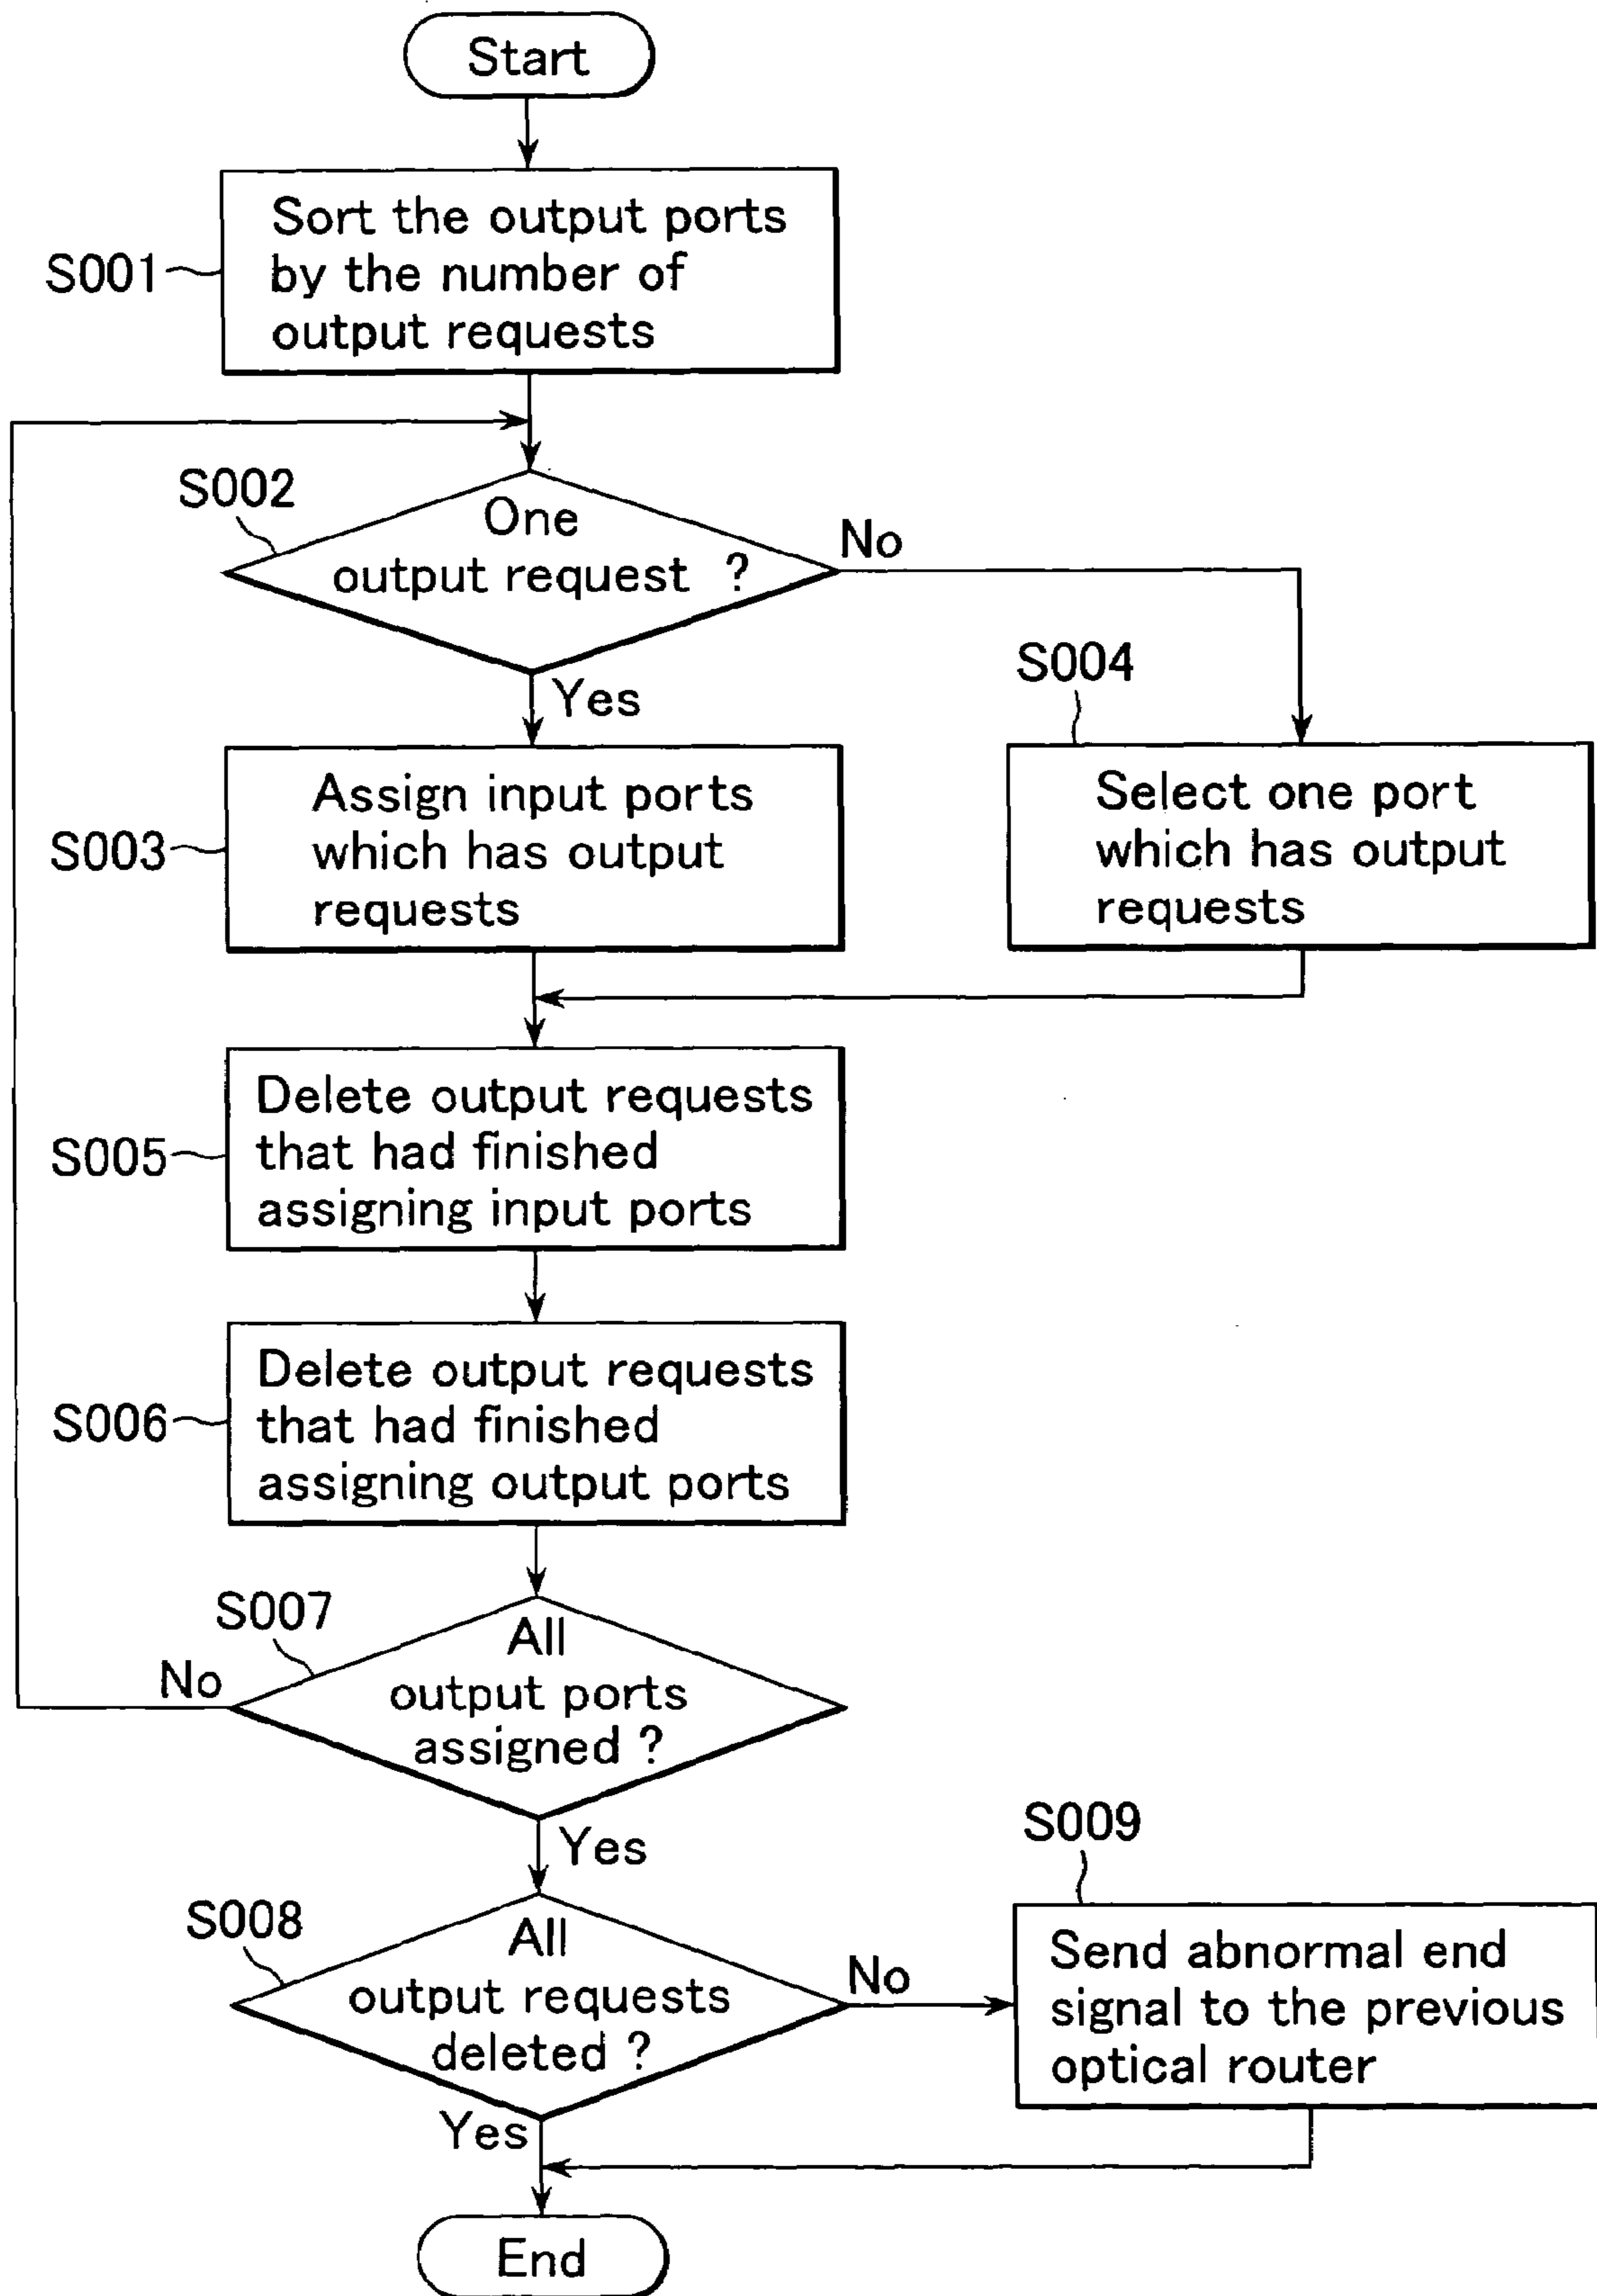 Start
S001
Sort the output ports
by the number of
output requests
S002
One
output request ?
No
Yes
S003
Assign input ports
which has output
requests
S004
Select one port
which has output
requests
S005
Delete output requests
that had finished
assigning input ports
S006
Delete output requests
that had finished
assigning output ports
S007
All
output ports
assigned ?
No
Yes
S008
All
output requests
deleted ?
No
Yes
S009
Send abnormal end
signal to the previous
optical router
End